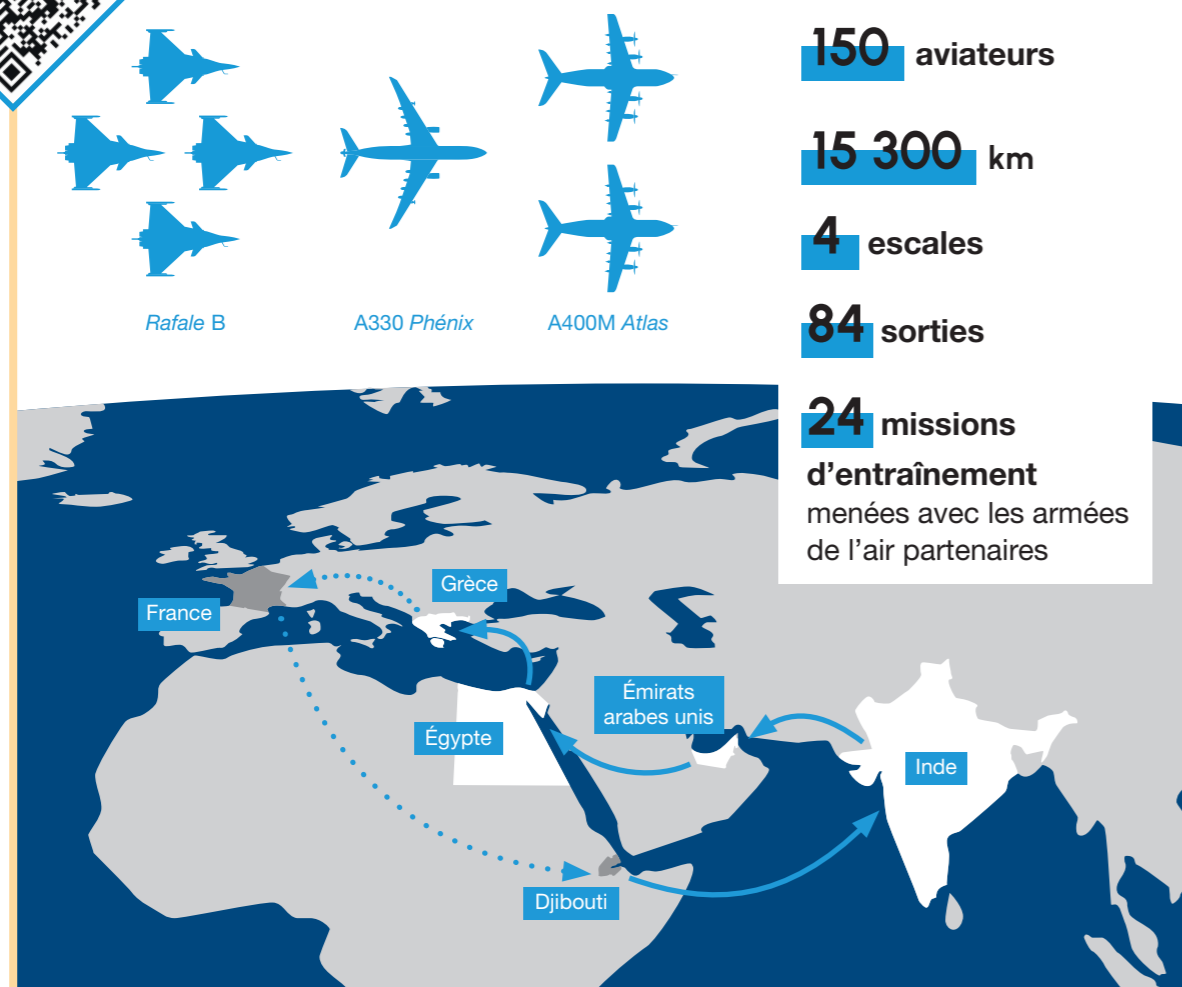 Rafale B
A330 Phénix
A400M Atlas
150 aviateurs
15 300 km
4 escales
84 sorties
24 missions
d’entraînement
menées avec les armées
de l’air partenaires
France
Grèce
Émirats
arabes unis
Égypte
Inde
Djibouti